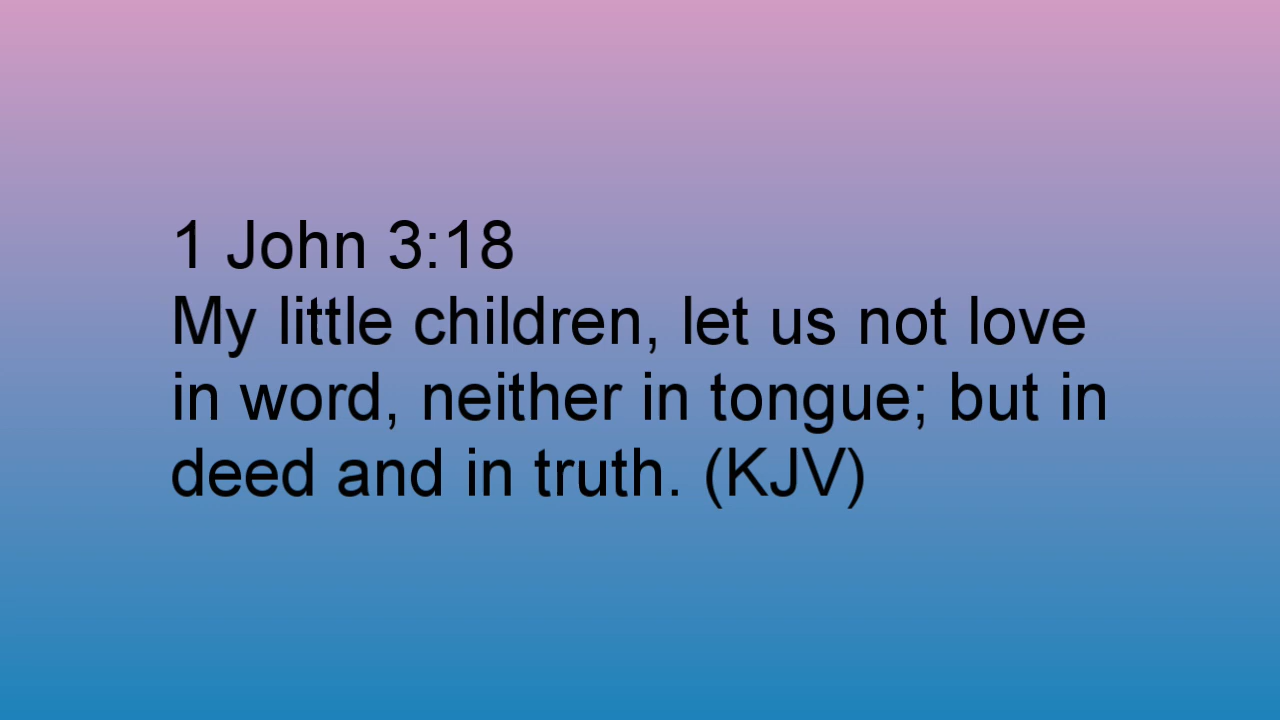 1 John 3:18
My little children, let us not love
in word, neither in tongue; but in
deed and in truth. (KJV)